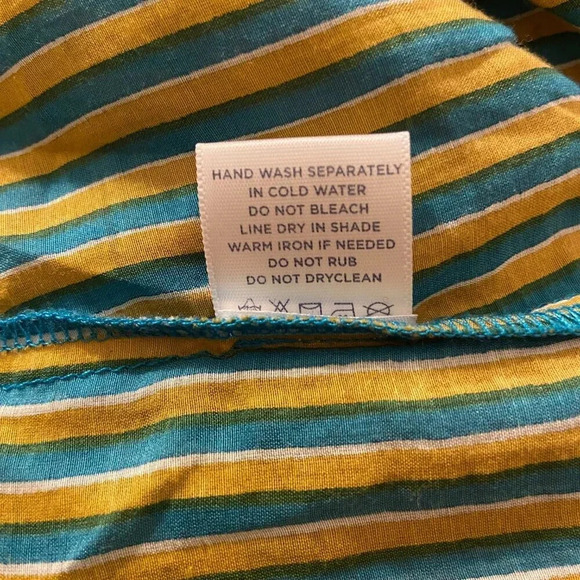 HAND WASH SEPARATELY
IN COLD WATER
DO NOT BLEACH
LINE DRY IN SHADE
WARM IRON IF NEEDED
DO NOT RUB
DO NOT DRYCLEAN